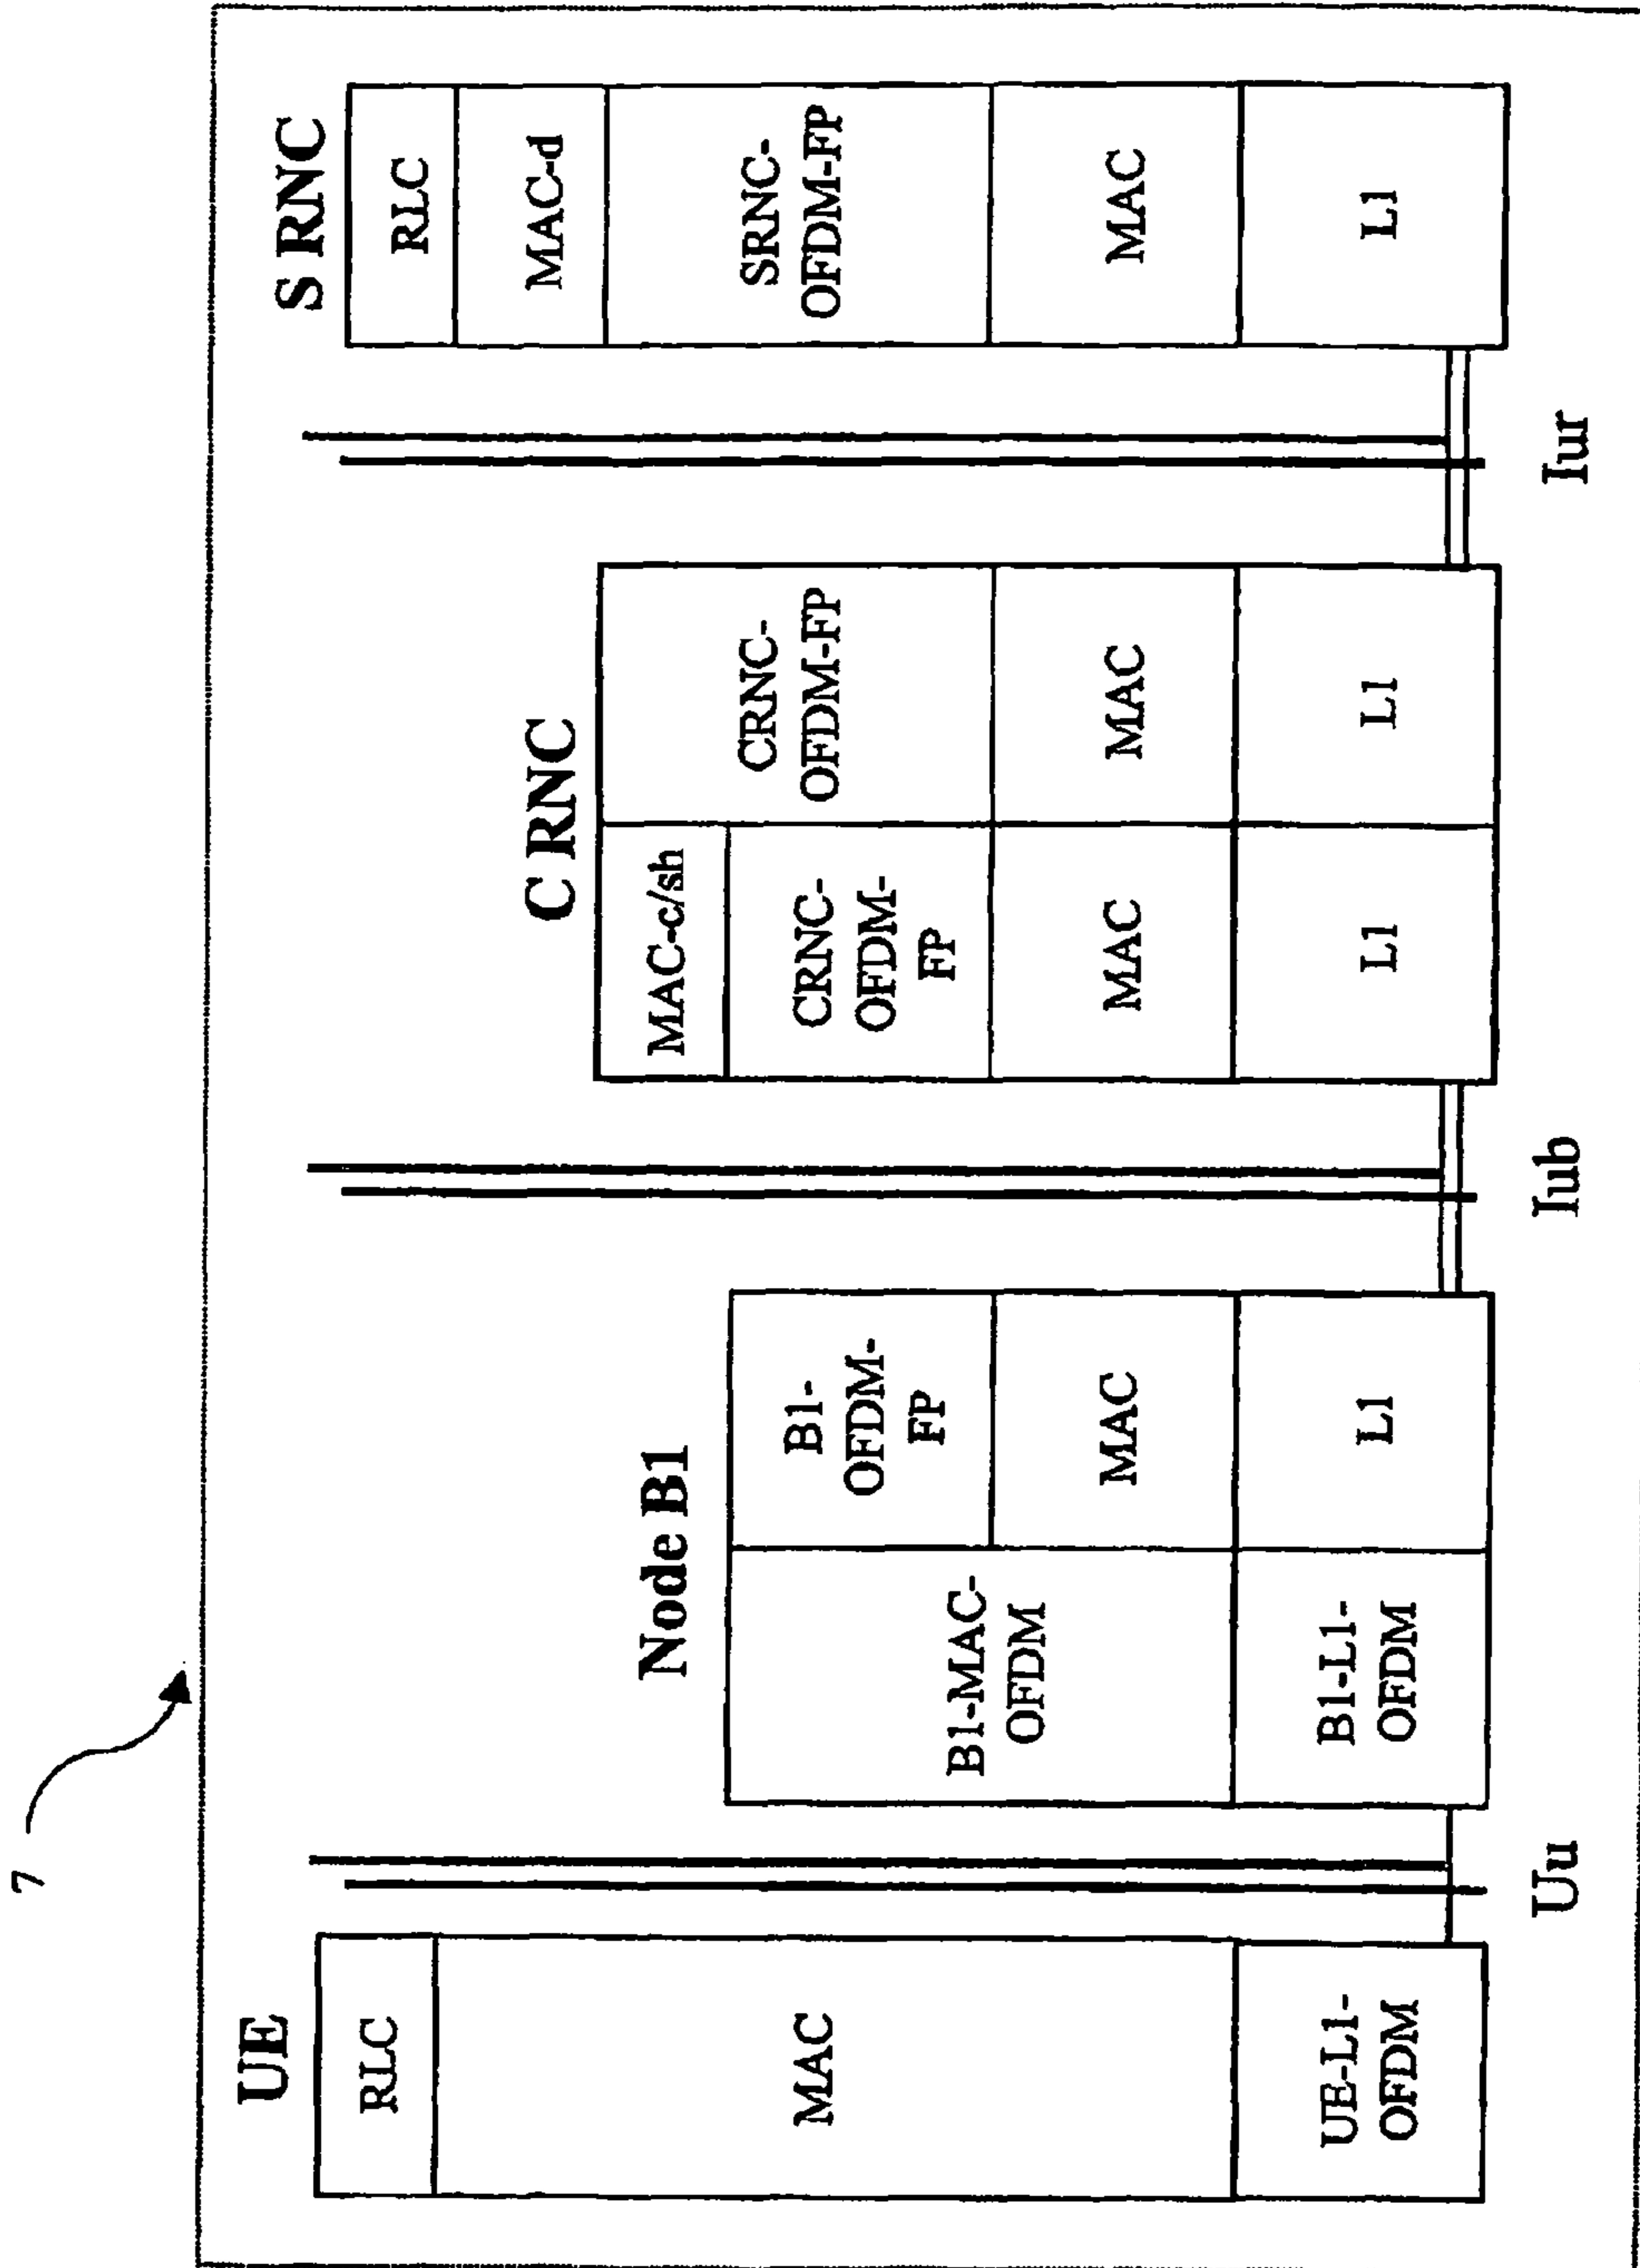 7
UE
RLC
MAC
UE-L1-
OFDM
Uu
Node B1
B1-MAC-
OFDM
B1-L1-
OFDM
B1-
OFDM-
FP
MAC
L1
Iub
C RNC
MAC-c/sh
CRNC-
OFDM-
FP
MAC
L1
CRNC-
OFDM-FP
MAC
L1
Iur
S RNC
RLC
MAC-d
SRNC-
OFDM-FP
MAC
L1